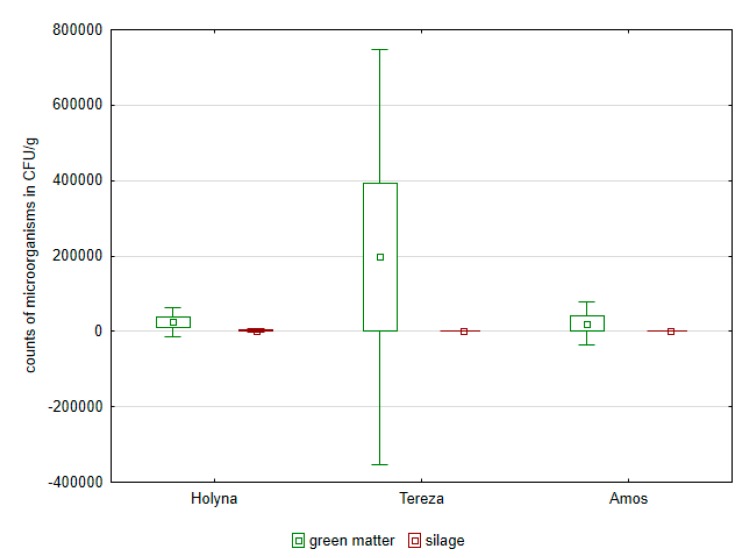 800000
600000
400000
200000
0
-200000
-400000
counts of microorganisms in CFU/g
Holyna Tereza Amos
green matter silage